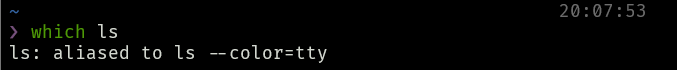 ~ 20:07:53
❯ which ls
ls: aliased to ls --color=tty